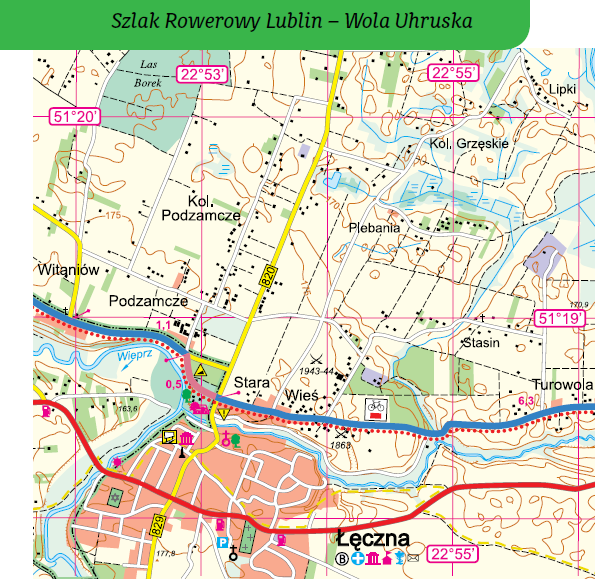 Szlak Rowerowy Lublin – Wola Uhruska
Las
Borek
22°53'
22°55'
Lipki
51°20'
Kol. Grzęskie
Kol.
Podzamcze
175
170
Plebania
Witaniów
820
Podzamcze
170,9
51°19'
1,1
Wieprz
Stasin
1943-44
0,5
Stara
Wieś
Turowola
6,3
163,6
1863
829
P
177,8
Łęczna
B
22°55'